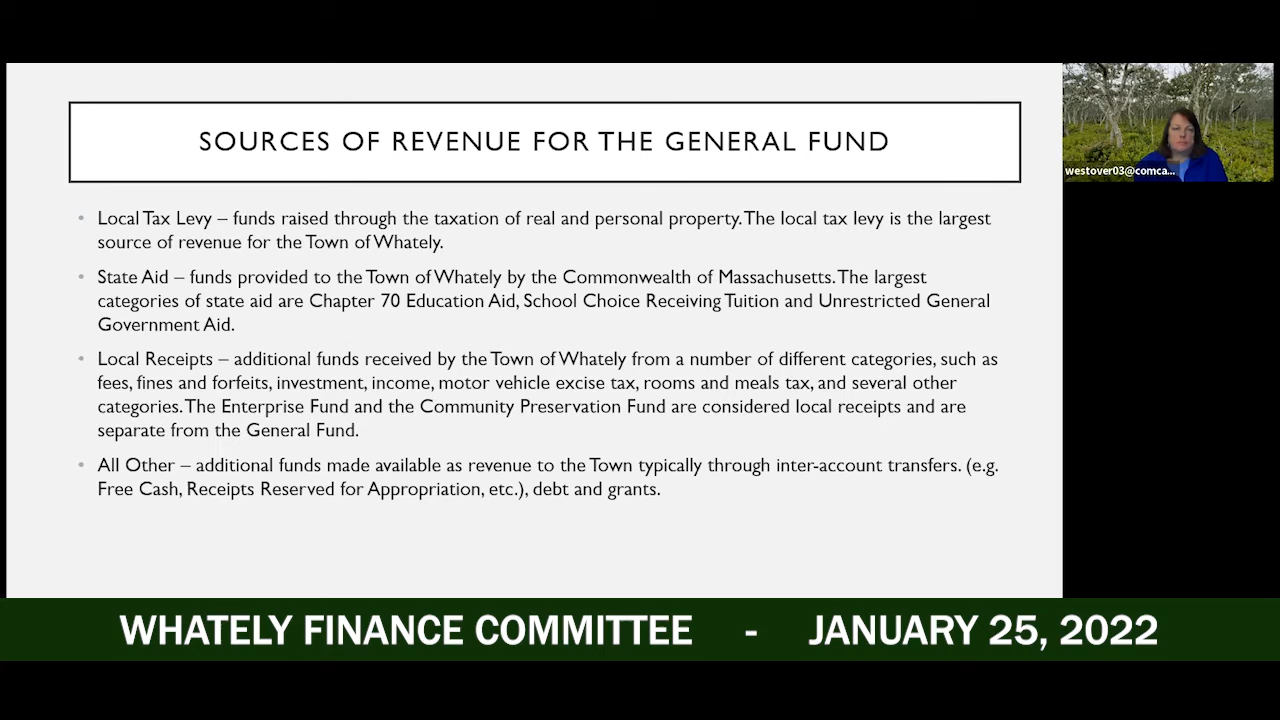 SOURCES OF REVENUE FOR THE GENERAL FUND
westover03@comca...
• Local Tax Levy – funds raised through the taxation of real and personal property. The local tax levy is the largest
source of revenue for the Town of Whately.
• State Aid – funds provided to the Town of Whately by the Commonwealth of Massachusetts. The largest
categories of state aid are Chapter 70 Education Aid, School Choice Receiving Tuition and Unrestricted General
Government Aid.
• Local Receipts – additional funds received by the Town of Whately from a number of different categories, such as
fees, fines and forfeits, investment, income, motor vehicle excise tax, rooms and meals tax, and several other
categories. The Enterprise Fund and the Community Preservation Fund are considered local receipts and are
separate from the General Fund.
• All Other – additional funds made available as revenue to the Town typically through inter-account transfers. (e.g.
Free Cash, Receipts Reserved for Appropriation, etc.), debt and grants.
WHATELY FINANCE COMMITTEE - JANUARY 25, 2022